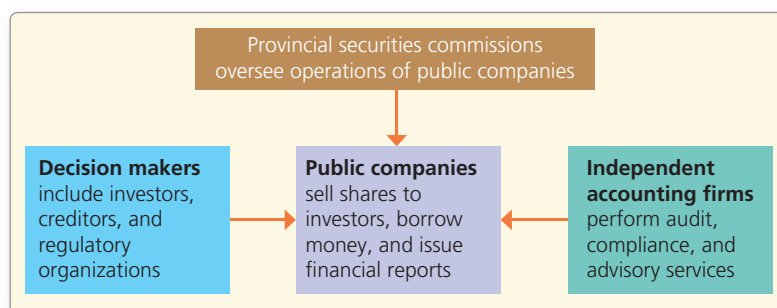 Provincial securities commissions
oversee operations of public companies
Decision makers
include investors,
creditors, and
regulatory
organizations
Public companies
sell shares to
investors, borrow
money, and issue
financial reports
Independent
accounting firms
perform audit,
compliance, and
advisory services